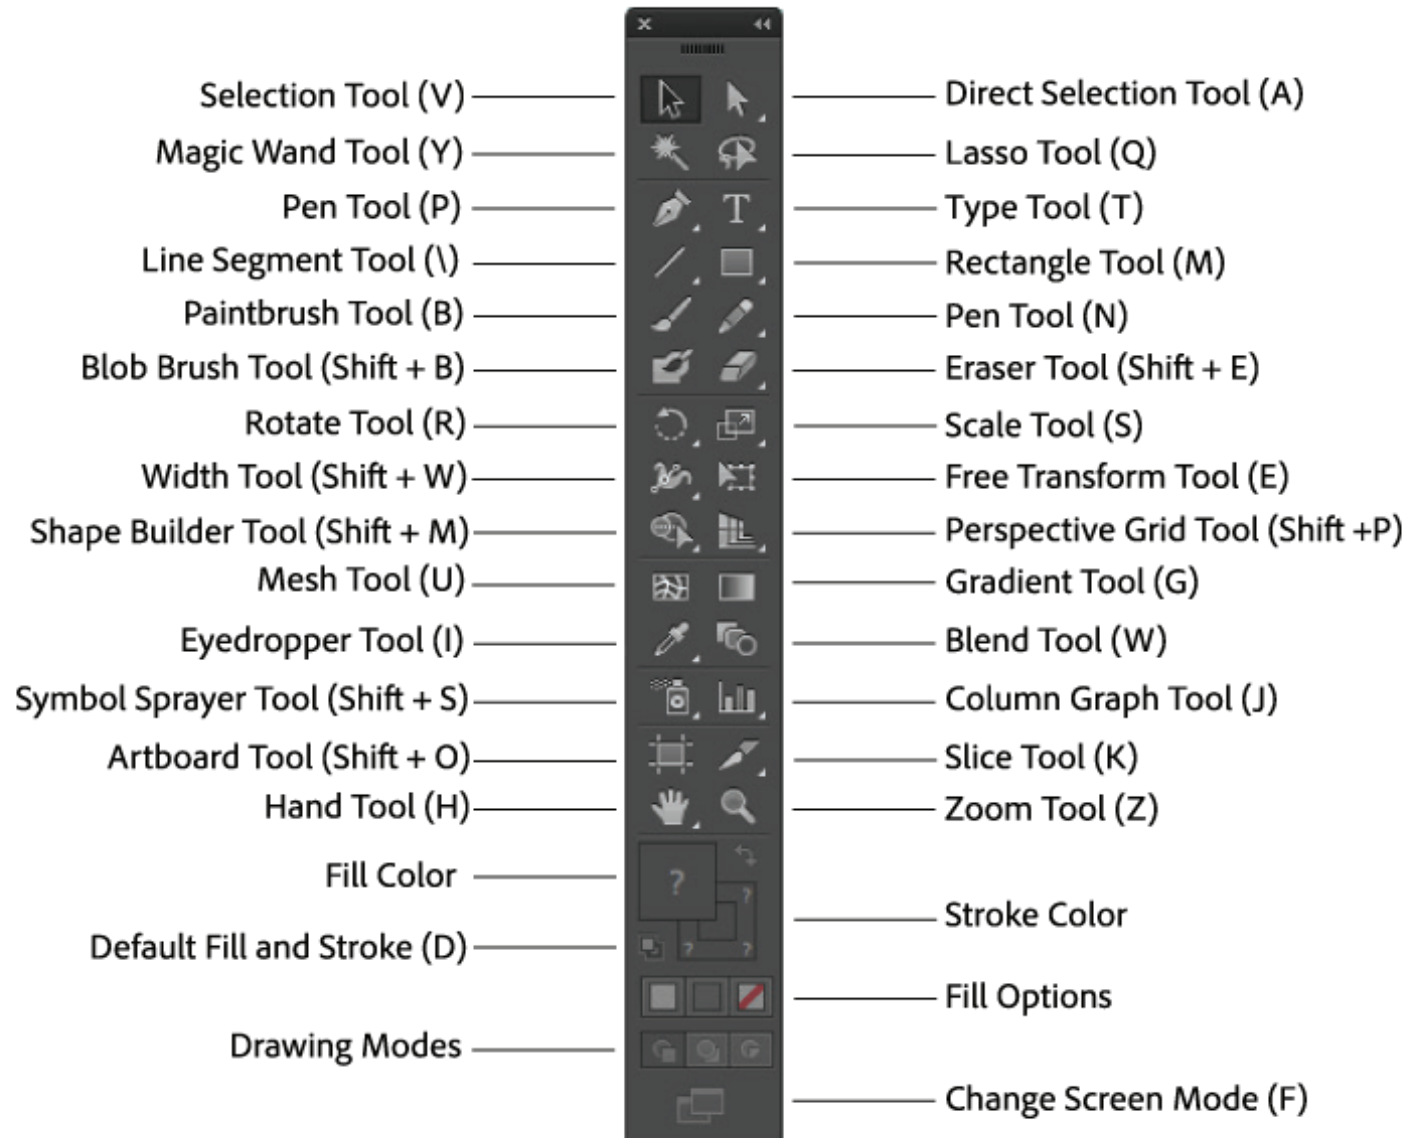 Selection Tool (V)
Direct Selection Tool (A)
Magic Wand Tool (Y)
Lasso Tool (Q)
Pen Tool (P)
T
Type Tool (T)
Line Segment Tool (\)
Rectangle Tool (M)
Paintbrush Tool (B)
Pen Tool (N)
Blob Brush Tool (Shift + B)
Eraser Tool (Shift + E)
Rotate Tool (R)
Scale Tool (S)
Width Tool (Shift + W)
Free Transform Tool (E)
Shape Builder Tool (Shift + M)
Perspective Grid Tool (Shift +P)
Mesh Tool (U)
Gradient Tool (G)
Eyedropper Tool (I)
Blend Tool (W)
Symbol Sprayer Tool (Shift + S)
Column Graph Tool (J)
Artboard Tool (Shift + O)
Slice Tool (K)
Hand Tool (H)
Zoom Tool (Z)
Fill Color
?
?
Stroke Color
Default Fill and Stroke (D)
? ?
Fill Options
Drawing Modes
Change Screen Mode (F)